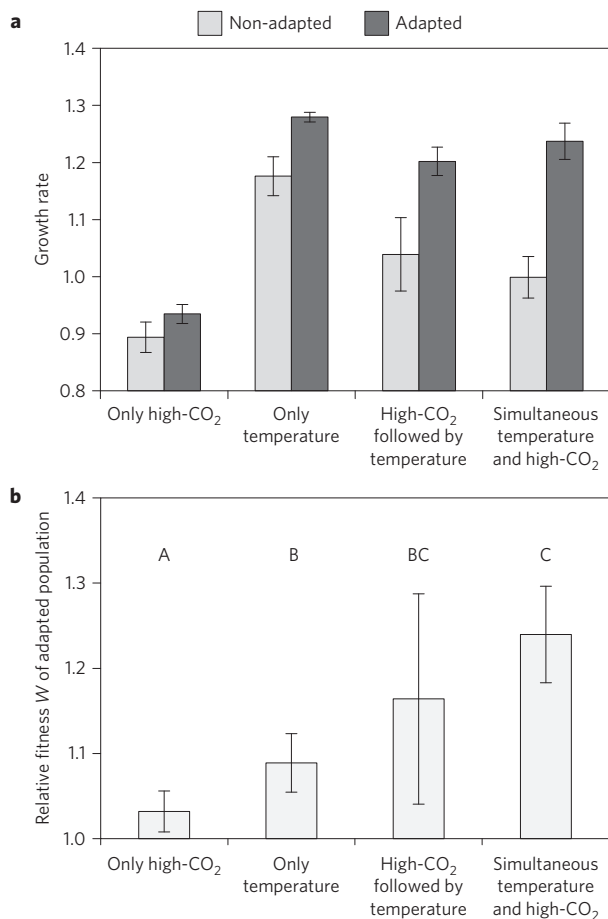 a
Non-adapted
Adapted
Growth rate
1.4
1.3
1.2
1.1
1.0
0.9
0.8
Only high-CO₂
Only
temperature
High-CO₂
followed by
temperature
Simultaneous
temperature
and high-CO₂
b
Relative fitness W of adapted population
1.4
1.3
1.2
1.1
1.0
A
B
BC
C
Only high-CO₂
Only
temperature
High-CO₂
followed by
temperature
Simultaneous
temperature
and high-CO₂